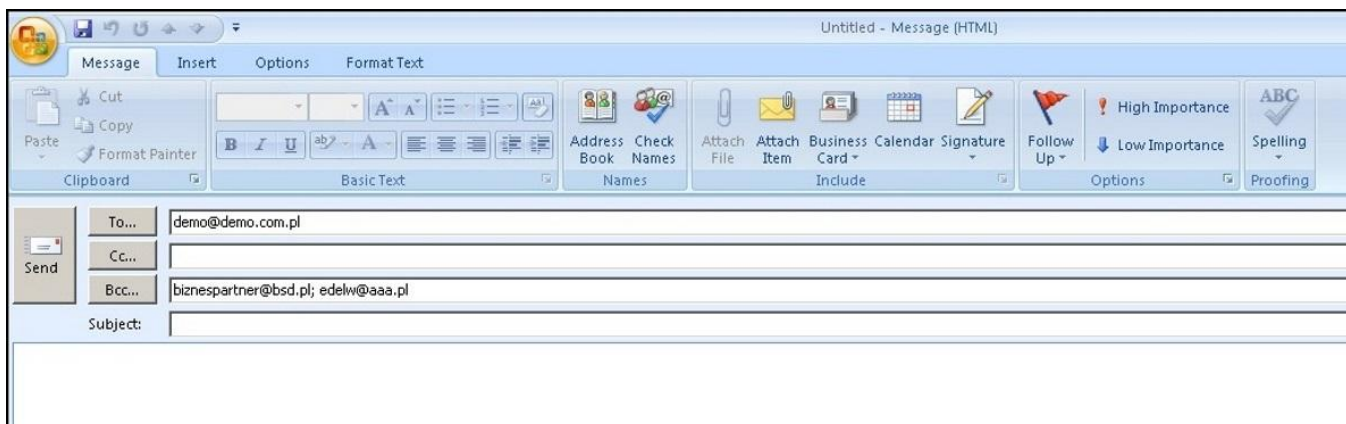 Untitled - Message (HTML)
Message Insert Options Format Text
Paste
Cut
Copy
Format Painter
Clipboard
A A
B I U ab A
Basic Text
Address Book
Check Names
Names
Attach File
Attach Item
Business Card
Calendar
Signature
Include
Follow Up
High Importance
Low Importance
Options
ABC
Spelling
Proofing
Send
To... demo@demo.com.pl
Cc...
Bcc... biznespartner@bsd.pl; edelw@aaa.pl
Subject: